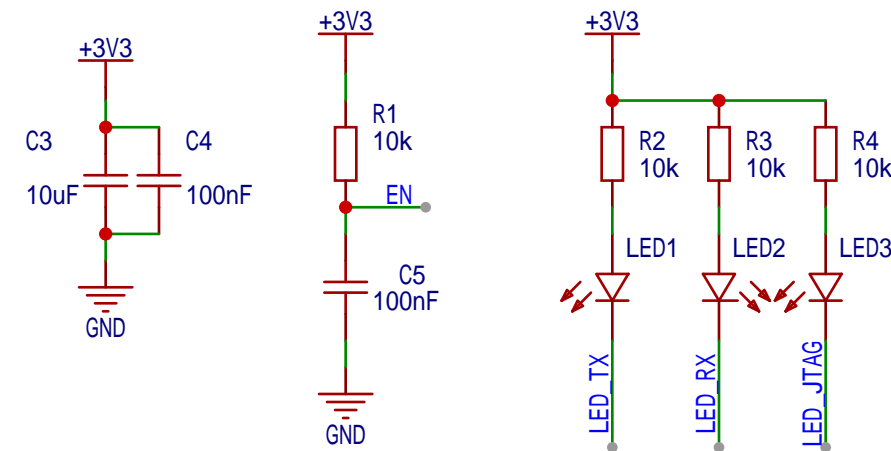 +3V3
C3
10uF
C4
100nF
GND
+3V3
R1
10k
EN
C5
100nF
GND
+3V3
R2
10k
R3
10k
R4
10k
LED1
LED2
LED3
LED_TX
LED_RX
LED_JTAG